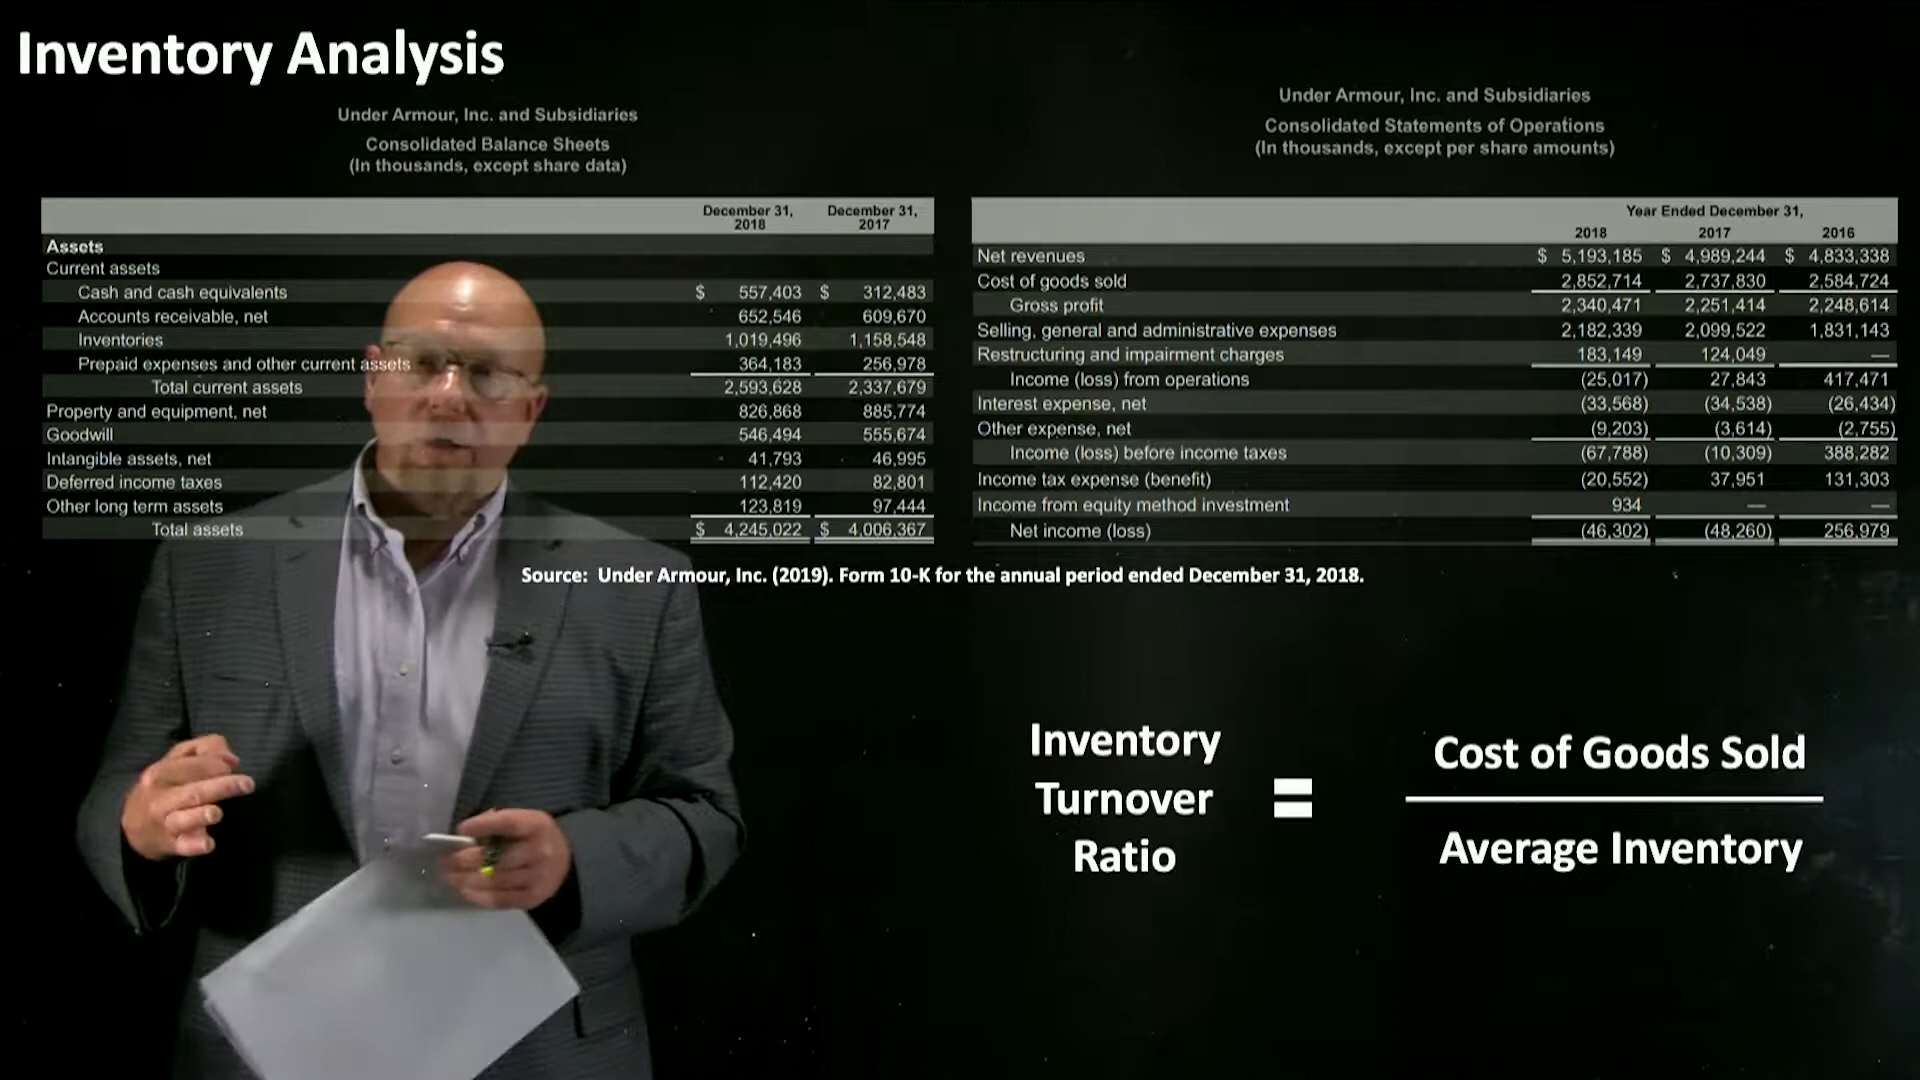 Inventory Analysis
Under Armour, Inc. and Subsidiaries
Consolidated Balance Sheets
(In thousands, except share data)
December 31, 2018 December 31, 2017
Assets
Current assets
Cash and cash equivalents $ 557,403 $ 312,483
Accounts receivable, net 652,546 609,670
Inventories 1,019,496 1,158,548
Prepaid expenses and other current assets 364,183 256,978
Total current assets 2,593,628 2,337,679
Property and equipment, net 826,868 885,774
Goodwill 546,494 555,674
Intangible assets, net 41,793 46,995
Deferred income taxes 112,420 82,801
Other long term assets 123,819 97,444
Total assets $ 4,245,022 $ 4,006,367
Under Armour, Inc. and Subsidiaries
Consolidated Statements of Operations
(In thousands, except per share amounts)
Year Ended December 31,
2018 2017 2016
Net revenues $ 5,193,185 $ 4,989,244 $ 4,833,338
Cost of goods sold 2,852,714 2,737,830 2,584,724
Gross profit 2,340,471 2,251,414 2,248,614
Selling, general and administrative expenses 2,182,339 2,099,522 1,831,143
Restructuring and impairment charges 183,149 124,049 —
Income (loss) from operations (25,017) 27,843 417,471
Interest expense, net (33,568) (34,538) (26,434)
Other expense, net (9,203) (3,614) (2,755)
Income (loss) before income taxes (67,788) (10,309) 388,282
Income tax expense (benefit) (20,552) 37,951 131,303
Income from equity method investment 934 — —
Net income (loss) (46,302) (48,260) 256,979
Source: Under Armour, Inc. (2019). Form 10-K for the annual period ended December 31, 2018.
Inventory
Turnover
Ratio
=
Cost of Goods Sold
Average Inventory